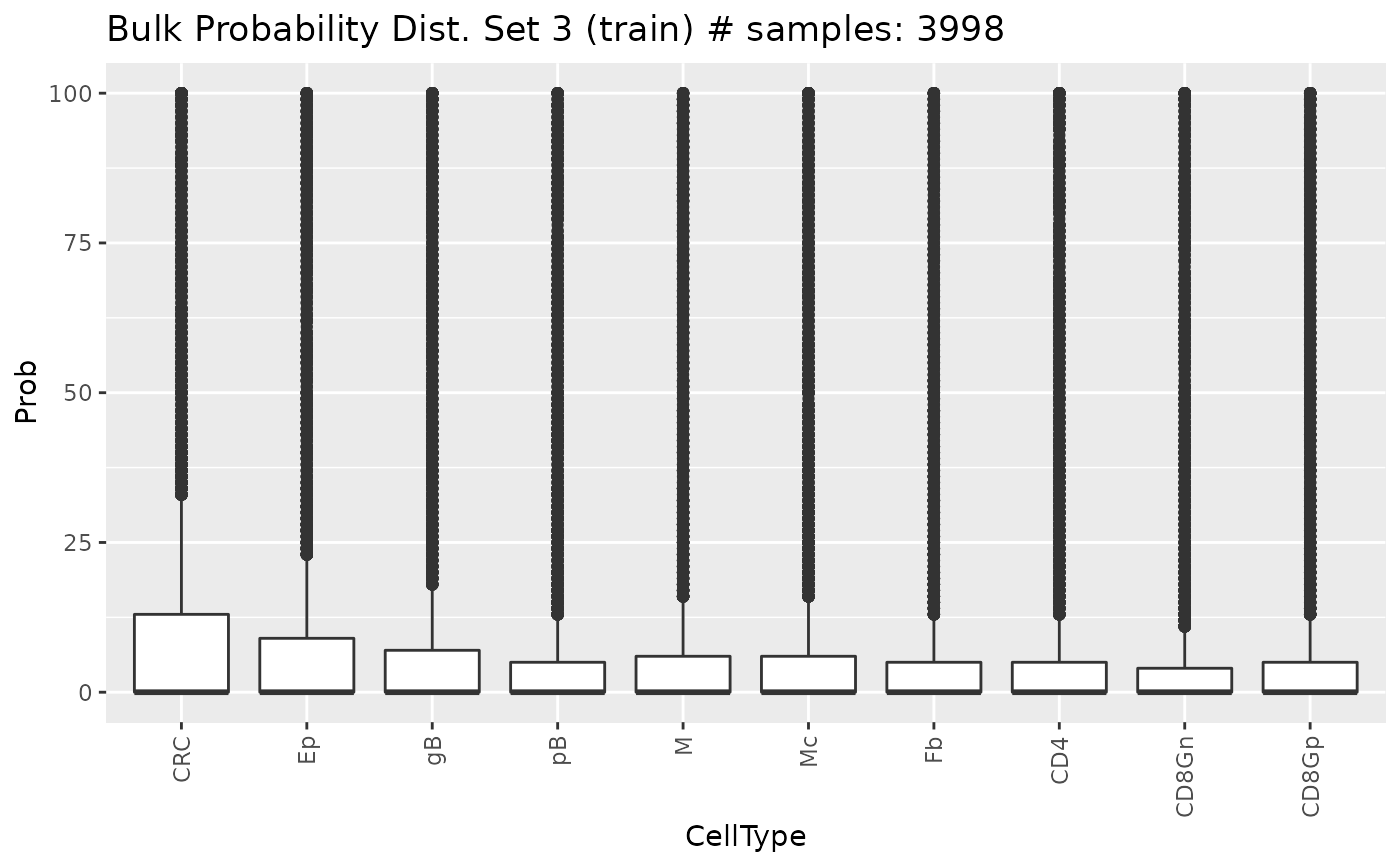 Bulk Probability Dist. Set 3 (train) # samples: 3998
100
75
50
25
0
Prob
CRC
Ep
gB
pB
M
Mc
Fb
CD4
CD8Gn
CD8Gp
CellType